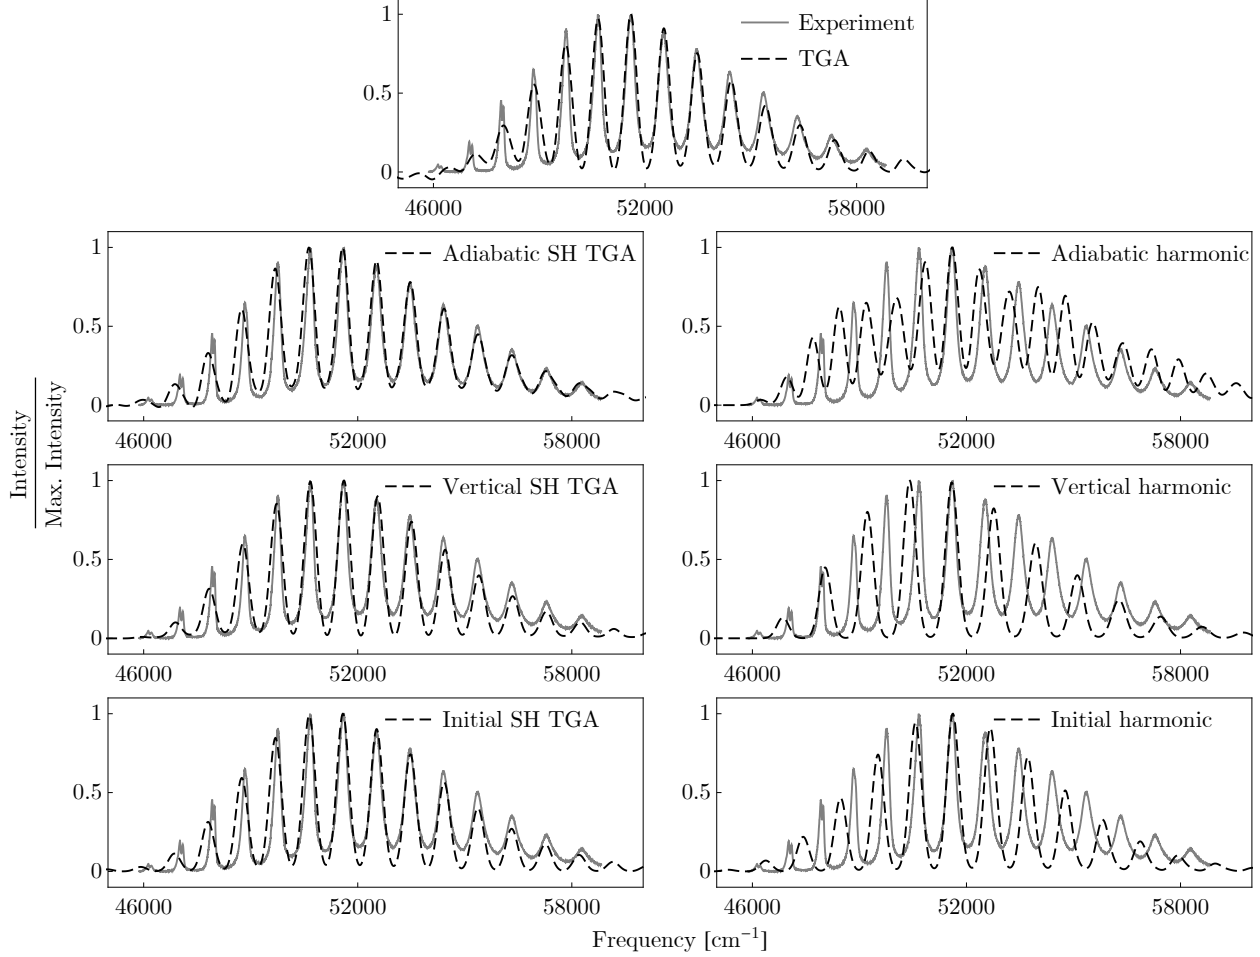 1
0.5
0
Experiment
TGA
46000 52000 58000
1
0.5
0
Adiabatic SH TGA
46000 52000 58000
Adiabatic harmonic
46000 52000 58000
1
0.5
0
Vertical SH TGA
46000 52000 58000
1
0.5
0
Vertical harmonic
46000 52000 58000
1
0.5
0
Initial SH TGA
46000 52000 58000
1
0.5
0
Initial harmonic
46000 52000 58000
1
0.5
0
Intensity
Max. Intensity
Frequency [cm⁻¹]